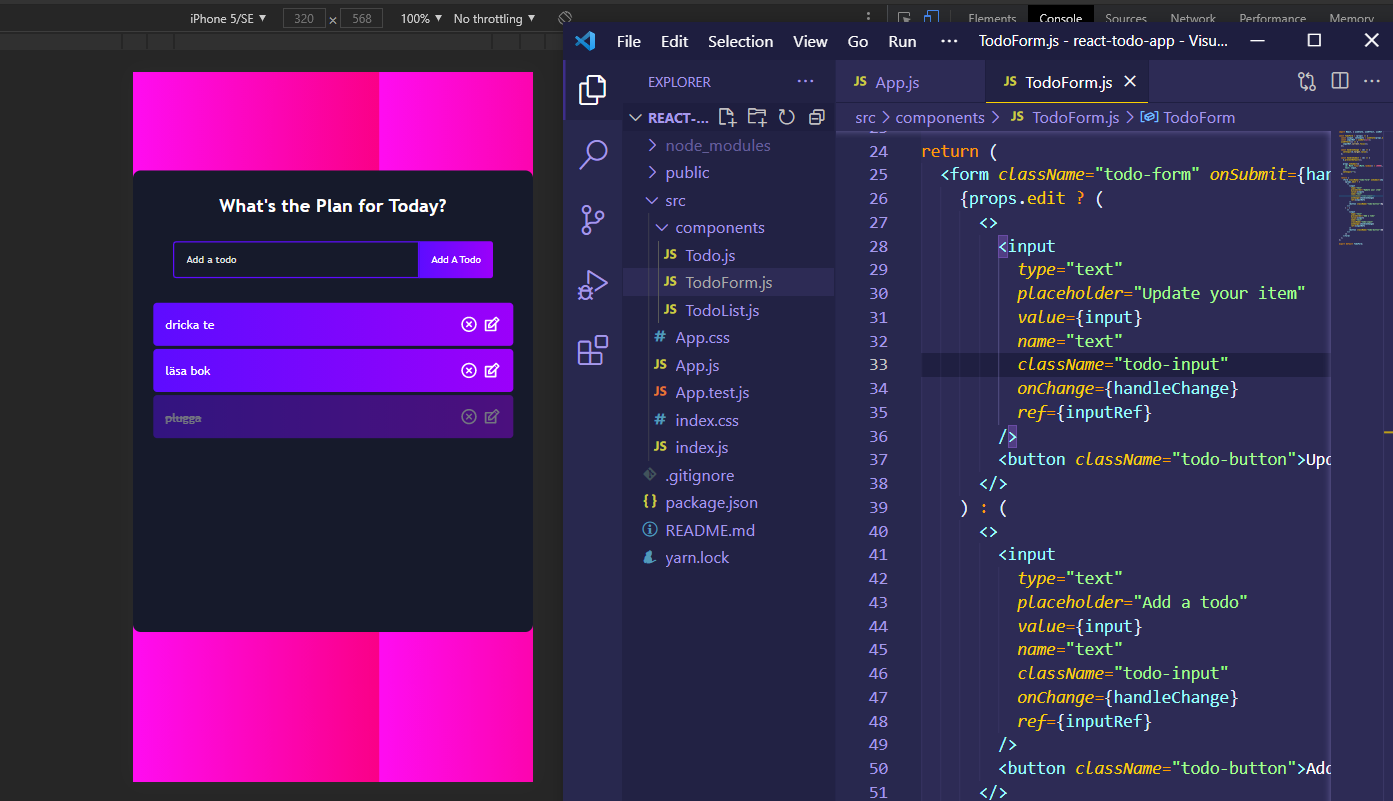 iPhone 5/SE ▼ 320 × 568 100% ▼ No throttling ▼
Elements Console Sources Network Performance Memory
What's the Plan for Today?
Add a todo Add A Todo
dricka te
läsa bok
plugga
File Edit Selection View Go Run ··· TodoForm.js - react-todo-app - Visu...
EXPLORER ···
REACT-...
node_modules
public
src
components
JS Todo.js
JS TodoForm.js
JS TodoList.js
# App.css
JS App.js
JS App.test.js
# index.css
JS index.js
.gitignore
{} package.json
README.md
yarn.lock
JS App.js JS TodoForm.js
src > components > JS TodoForm.js > TodoForm
24 return (
25 <form className="todo-form" onSubmit={han
26 {props.edit ? (
27 <>
28 <input
29 type="text"
30 placeholder="Update your item"
31 value={input}
32 name="text"
33 className="todo-input"
34 onChange={handleChange}
35 ref={inputRef}
36 />
37 <button className="todo-button">Upd
38 </>
39 ) : (
40 <>
41 <input
42 type="text"
43 placeholder="Add a todo"
44 value={input}
45 name="text"
46 className="todo-input"
47 onChange={handleChange}
48 ref={inputRef}
49 />
50 <button className="todo-button">Add
51 </>